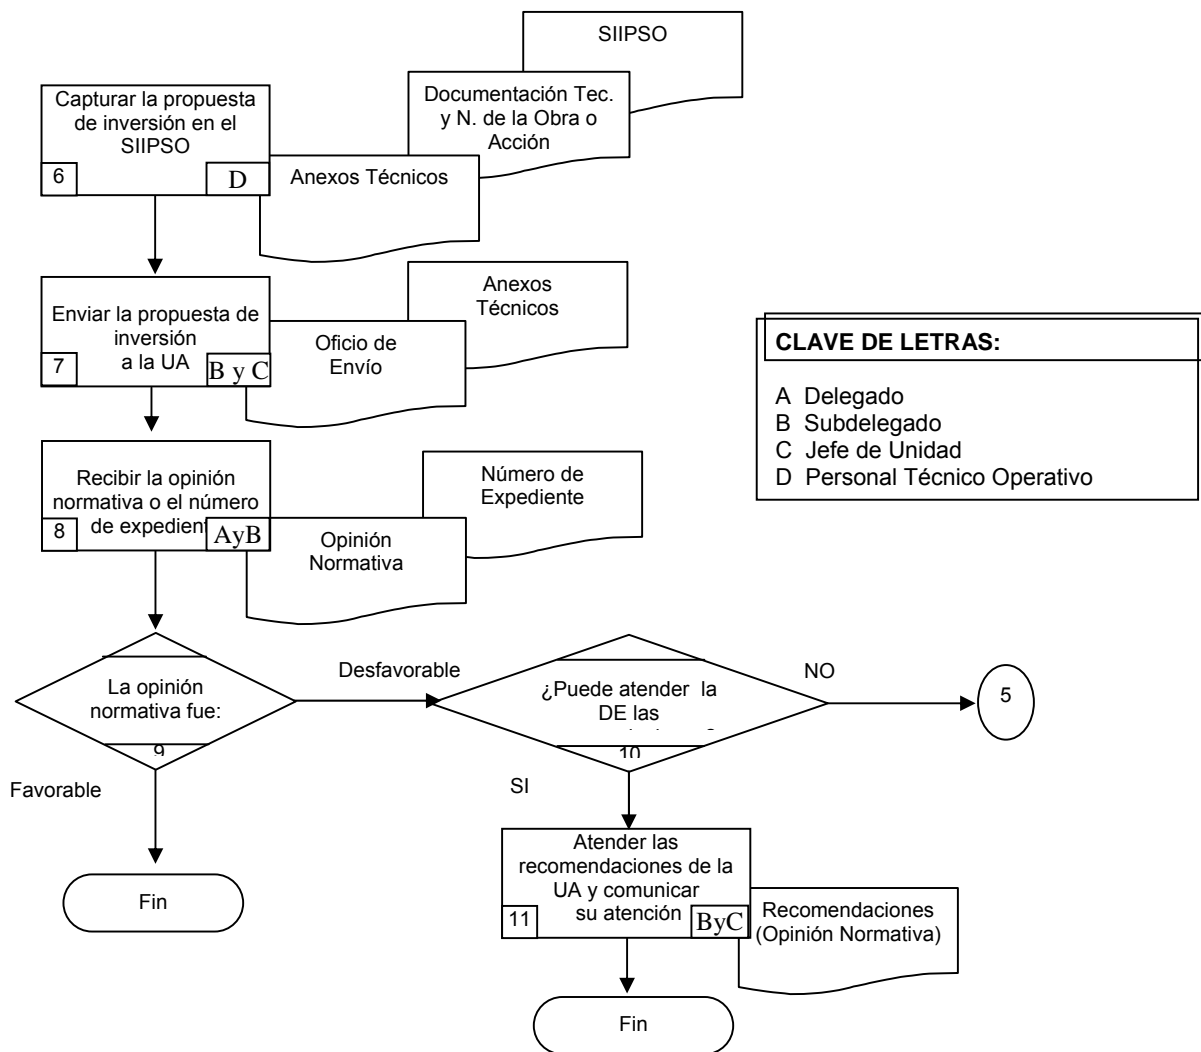 SIIPSO
Capturar la propuesta
de inversión en el
SIIPSO
6
D
Documentación Tec.
y N. de la Obra o
Acción
Anexos Técnicos
Enviar la propuesta de
inversión
a la UA
7
B y C
Oficio de
Envío
Anexos
Técnicos
CLAVE DE LETRAS:
A Delegado
B Subdelegado
C Jefe de Unidad
D Personal Técnico Operativo
Recibir la opinión
normativa o el número
de expedient
8
AyB
Opinión
Normativa
Número de
Expediente
La opinión
normativa fue:
9
Desfavorable
Favorable
¿Puede atender la
DE las
10
NO
5
SI
Fin
Atender las
recomendaciones de la
UA y comunicar
su atención
11
ByC
Recomendaciones
(Opinión Normativa)
Fin